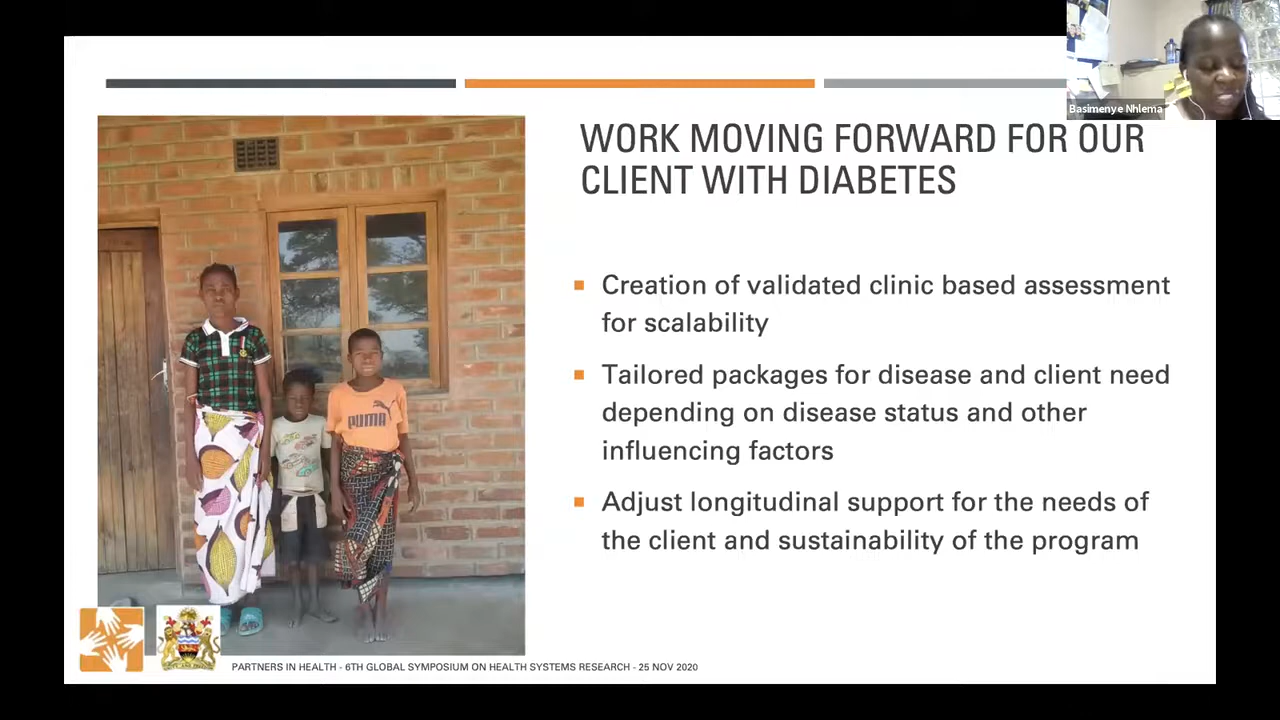 Basimenye Nhlema
WORK MOVING FORWARD FOR OUR
CLIENT WITH DIABETES
Creation of validated clinic based assessment
for scalability
Tailored packages for disease and client need
depending on disease status and other
influencing factors
Adjust longitudinal support for the needs of
the client and sustainability of the program
PUMA
PARTNERS IN HEALTH - 6TH GLOBAL SYMPOSIUM ON HEALTH SYSTEMS RESEARCH - 25 NOV 2020